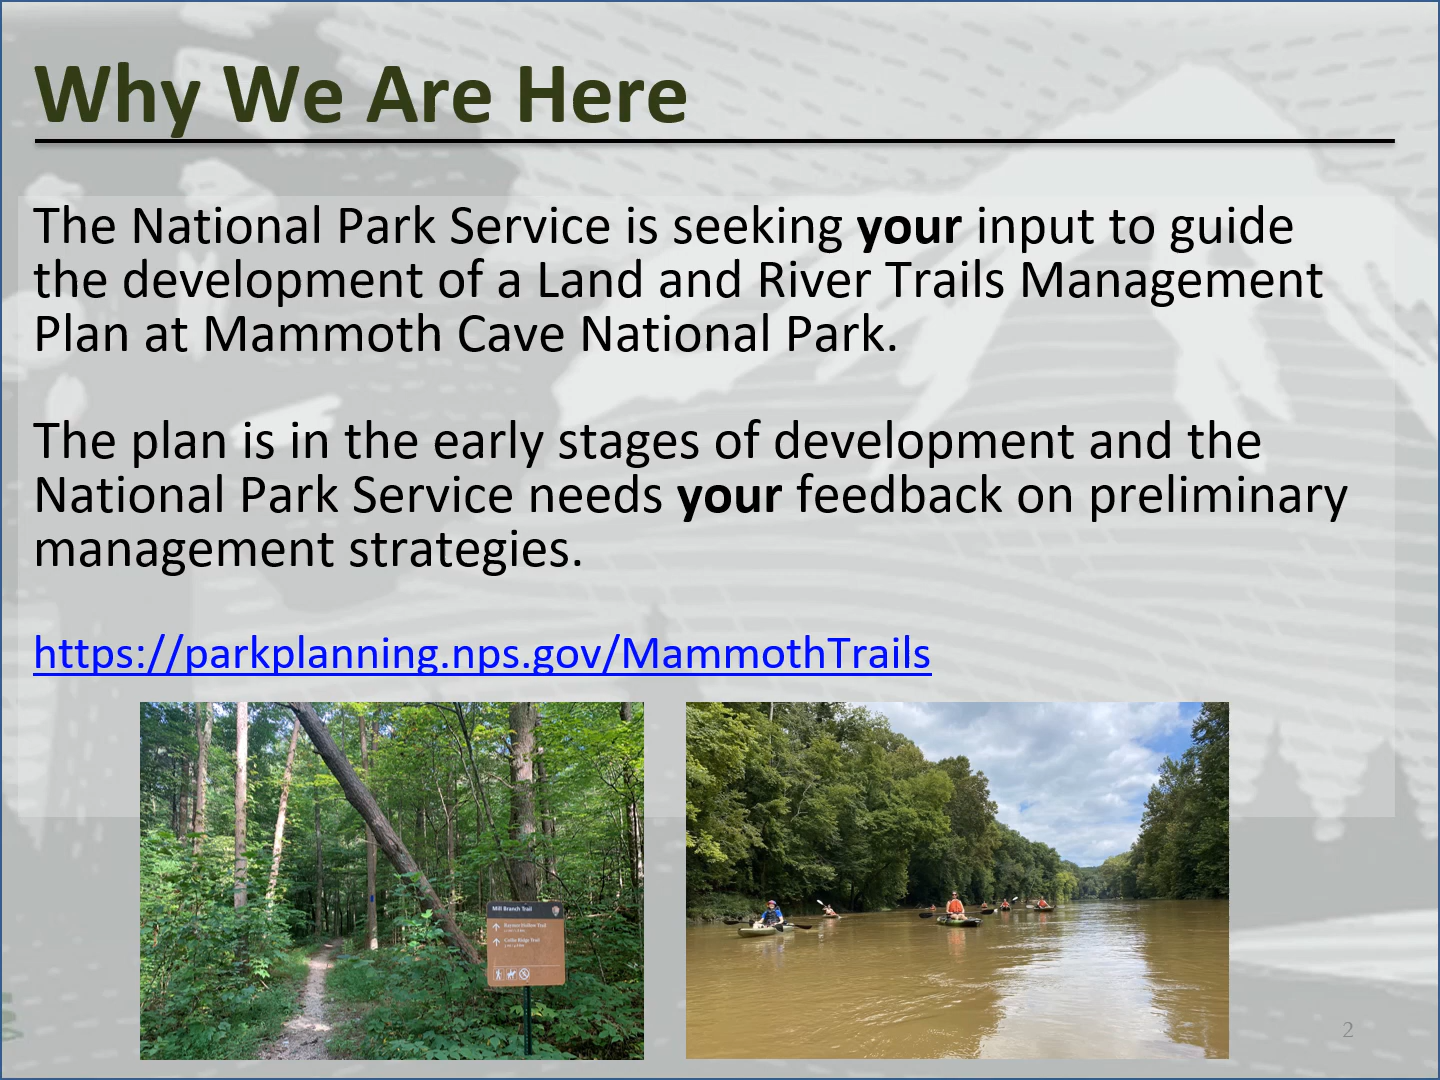 Why We Are Here
The National Park Service is seeking your input to guide
the development of a Land and River Trails Management
Plan at Mammoth Cave National Park.
The plan is in the early stages of development and the
National Park Service needs your feedback on preliminary
management strategies.
https://parkplanning.nps.gov/MammothTrails
Mill Branch Trail
2